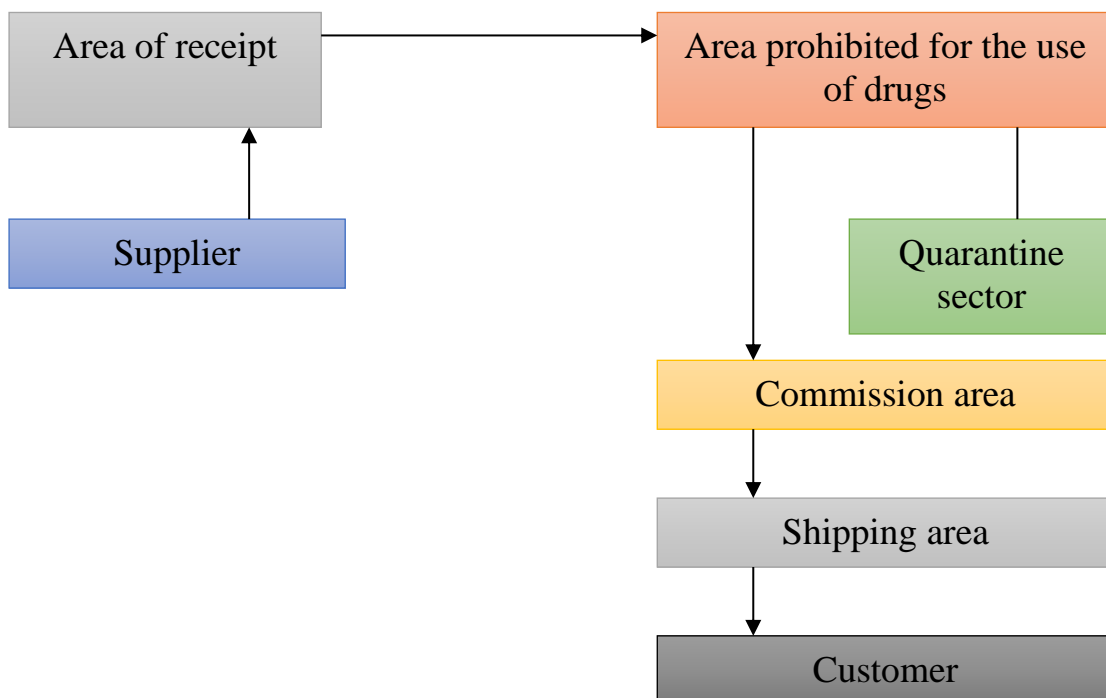 Area of receipt
Area prohibited for the use
of drugs
Supplier
Quarantine
sector
Commission area
Shipping area
Customer